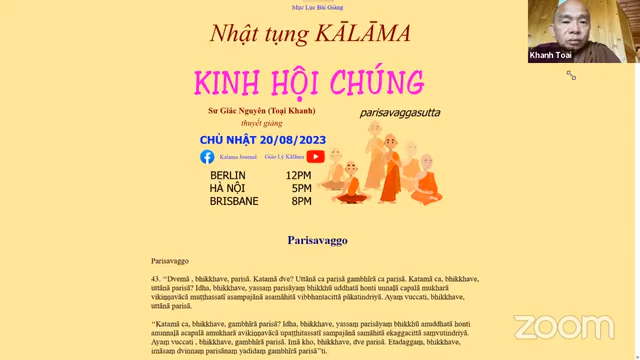 Mục Lục Bài Giảng
Nhật tụng KĀLĀMA
KINH HỘI CHÚNG
Sư Giác Nguyên (Toại Khanh)
thuyết giảng
parisavaggasutta
CHỦ NHẬT 20/08/2023
Kalama Journal Giáo Lý Kālāma
BERLIN 12PM
HÀ NỘI 5PM
BRISBANE 8PM
Parisavaggo
Parisavaggo
43. “Dvemā , bhikkhave, parisā. Katamā dve? Uttānā ca parisā gambhīrā ca parisā. Katamā ca, bhikkhave,
uttānā parisā? Idha, bhikkhave, yassaṃ parisāyaṃ bhikkhū uddhatā honti unnaḷā capalā mukharā
vikiṇṇavācā muṭṭhassatī asampajānā asamāhitā vibbhantacittā pākatindriyā. Ayaṃ vuccati, bhikkhave,
uttānā parisā.
“Katamā ca, bhikkhave, gambhīrā parisā? Idha, bhikkhave, yassaṃ parisāyaṃ bhikkhū anuddhatā honti
anunnaḷā acapalā amukharā avikiṇṇavācā upaṭṭhitassatī sampajānā samāhitā ekaggacittā saṃvutindriyā.
Ayaṃ vuccati , bhikkhave, gambhīrā parisā. Imā kho, bhikkhave, dve parisā. Etadaggaṃ, bhikkhave,
imāsaṃ dvinnaṃ parisānaṃ yadidaṃ gambhīrā parisā”ti.
Khanh Toai
zoom